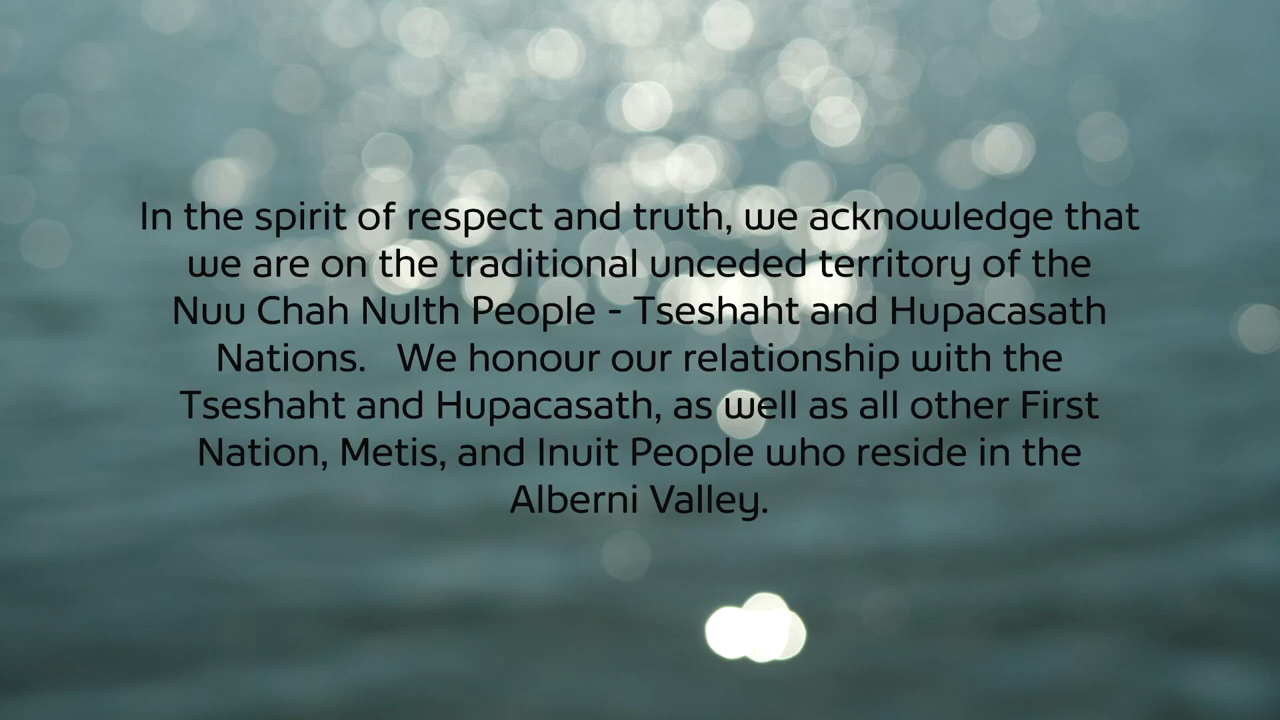 In the spirit of respect and truth, we acknowledge that
we are on the traditional unceded territory of the
Nuu Chah Nulth People - Tseshaht and Hupacasath
Nations.   We honour our relationship with the
Tseshaht and Hupacasath, as well as all other First
Nation, Metis, and Inuit People who reside in the
Alberni Valley.